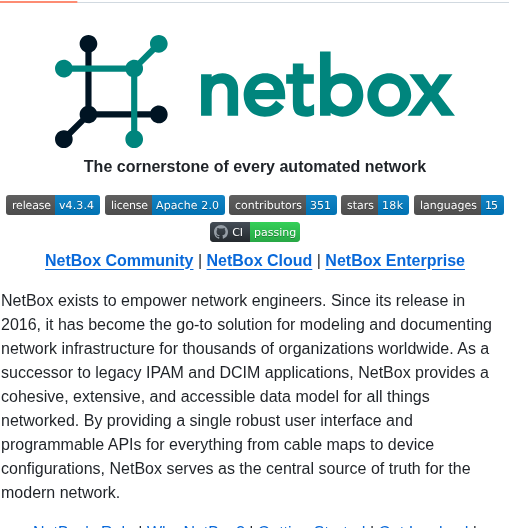 netbox
The cornerstone of every automated network
release v4.3.4 license Apache 2.0 contributors 351 stars 18k languages 15
CI passing
NetBox Community | NetBox Cloud | NetBox Enterprise
NetBox exists to empower network engineers. Since its release in
2016, it has become the go-to solution for modeling and documenting
network infrastructure for thousands of organizations worldwide. As a
successor to legacy IPAM and DCIM applications, NetBox provides a
cohesive, extensive, and accessible data model for all things
networked. By providing a single robust user interface and
programmable APIs for everything from cable maps to device
configurations, NetBox serves as the central source of truth for the
modern network.